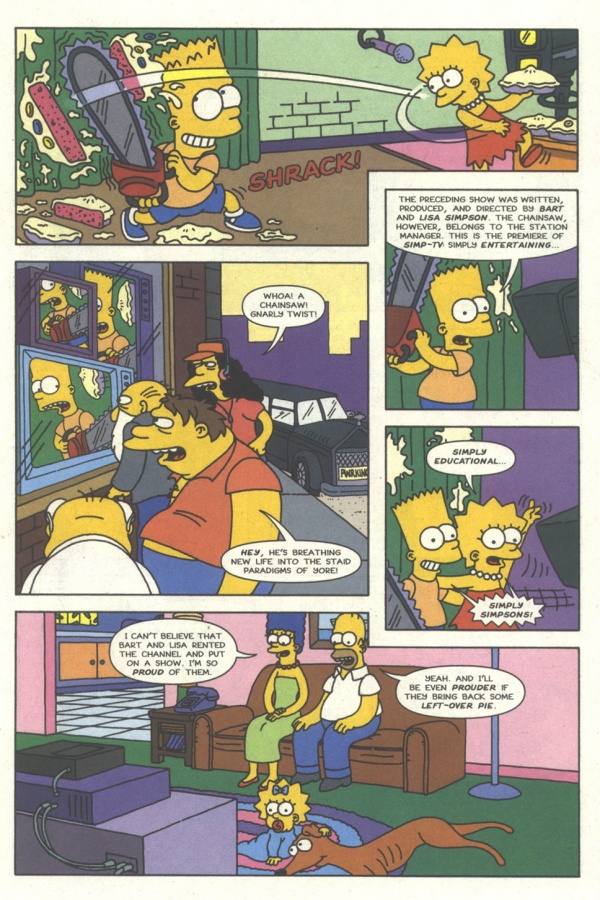 SHRACK!
THE PRECEDING SHOW WAS WRITTEN,
PRODUCED, AND DIRECTED BY BART
AND LISA SIMPSON. THE CHAINSAW,
HOWEVER, BELONGS TO THE STATION
MANAGER. THIS IS THE PREMIERE OF
SIMP-TV: SIMPLY ENTERTAINING...
WHOA! A
CHAINSAW!
GNARLY TWIST!
HEY, HE'S BREATHING
NEW LIFE INTO THE STAID
PARADIGMS OF YORE!
SIMPLY
EDUCATIONAL...
SIMPLY
SIMPSONS!
I CAN'T BELIEVE THAT
BART AND LISA RENTED
THE CHANNEL AND PUT
ON A SHOW. I'M SO
PROUD OF THEM.
YEAH. AND I'LL
BE EVEN PROUDER IF
THEY BRING BACK SOME
LEFT-OVER PIE.